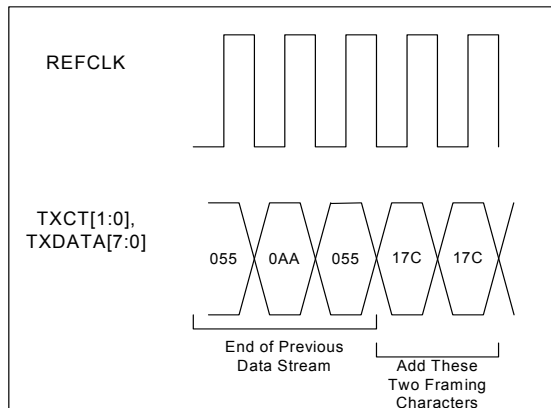 REFCLK
TXCT[1:0],
TXDATA[7:0]
055 0AA 055 17C 17C
End of Previous
Data Stream
Add These
Two Framing
Characters